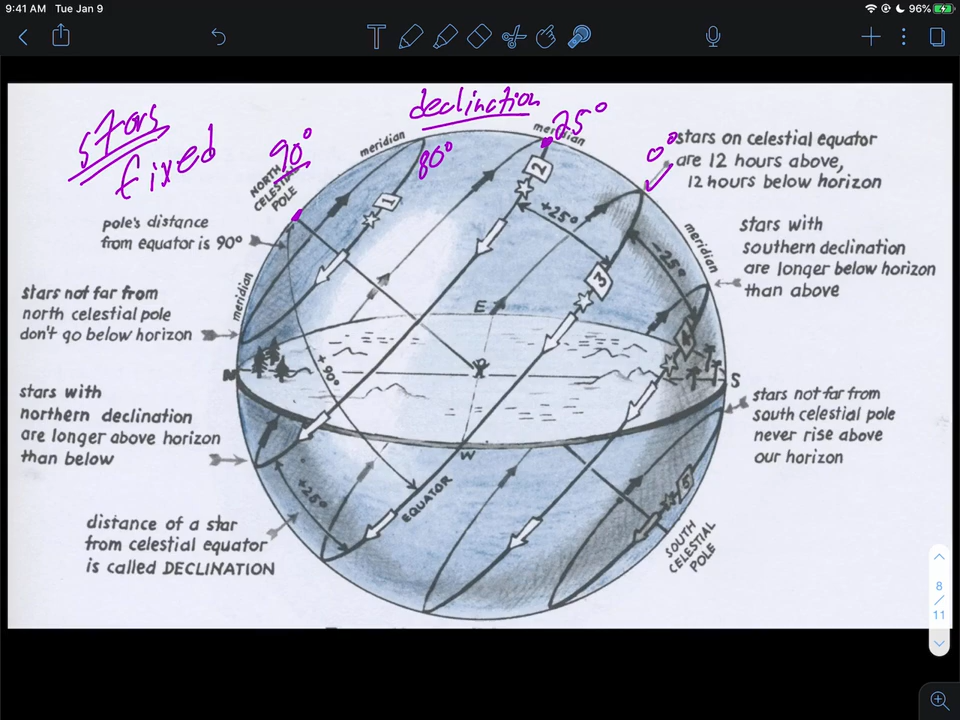 9:41 AM Tue Jan 9
96%
declination
stars
fixed
90°
80°
25°
0°
meridian
meridian
NORTH
CELESTIAL
POLE
stars on celestial equator
are 12 hours above,
12 hours below horizon
1
2
+25°
3
-25°
meridian
pole's distance
from equator is 90°
stars with
southern declination
are longer below horizon
than above
meridian
stars not far from
north celestial pole
don't go below horizon
E
N
S
+90°
stars with
northern declination
are longer above horizon
than below
stars not far from
south celestial pole
never rise above
our horizon
W
EQUATOR
+25°
5
distance of a star
from celestial equator
is called DECLINATION
SOUTH
CELESTIAL
POLE
8
/
11